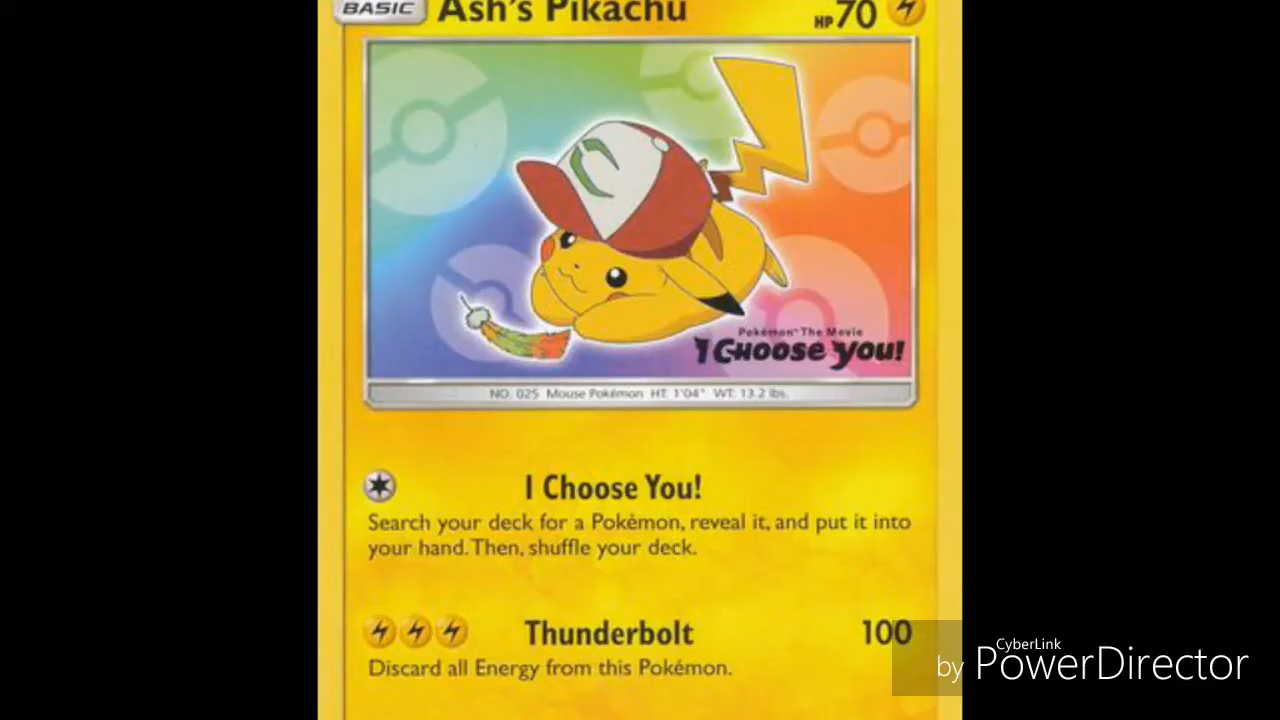 BASIC Ash's Pikachu HP 70
Pokémon The Movie
I CHOOSE YOU!
NO. 025 Mouse Pokémon HT: 1'04" WT: 13.2 lbs.
I Choose You!
Search your deck for a Pokémon, reveal it, and put it into
your hand. Then, shuffle your deck.
Thunderbolt 100
Discard all Energy from this Pokémon.
by CyberLink PowerDirector